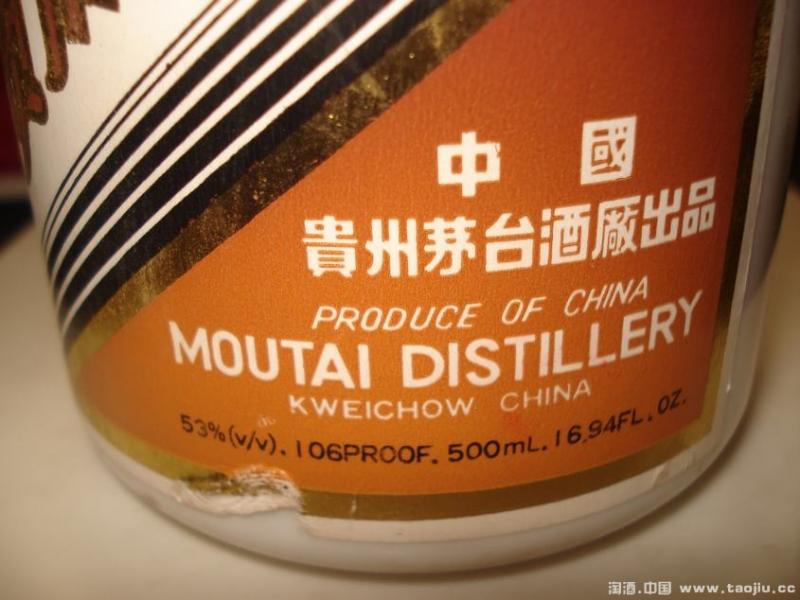 中國
貴州茅台酒廠出品
PRODUCE OF CHINA
MOUTAI DISTILLERY
KWEICHOW CHINA
53%(v/v). 106PROOF. 500mL. 16.94FL. OZ.
淘酒.中国 www.taojiu.cc